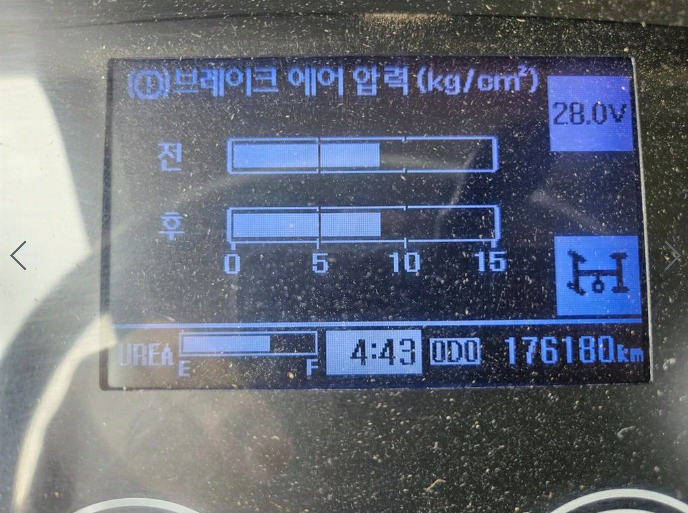 브레이크 에어 압력 (kg/cm²)
28.0V
전
후
0 5 10 15
UREA E F 4:43 ODO 176180km